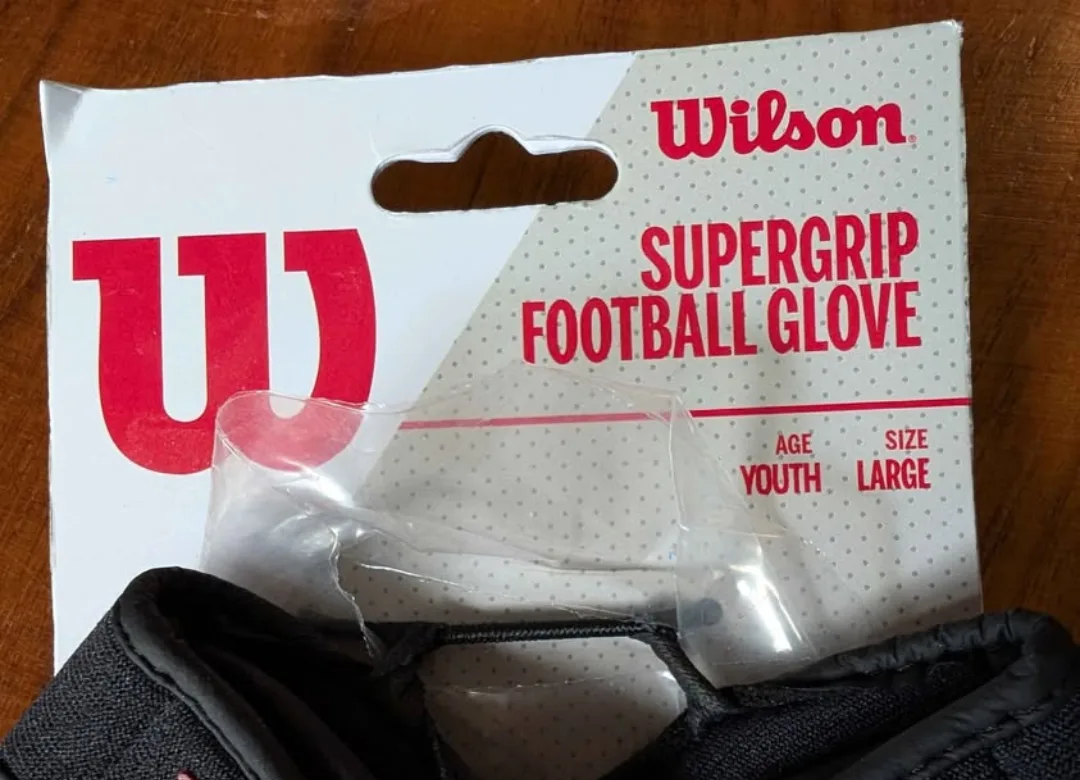 Wilson®
W
SUPERGRIP
FOOTBALL GLOVE
AGE SIZE
YOUTH LARGE